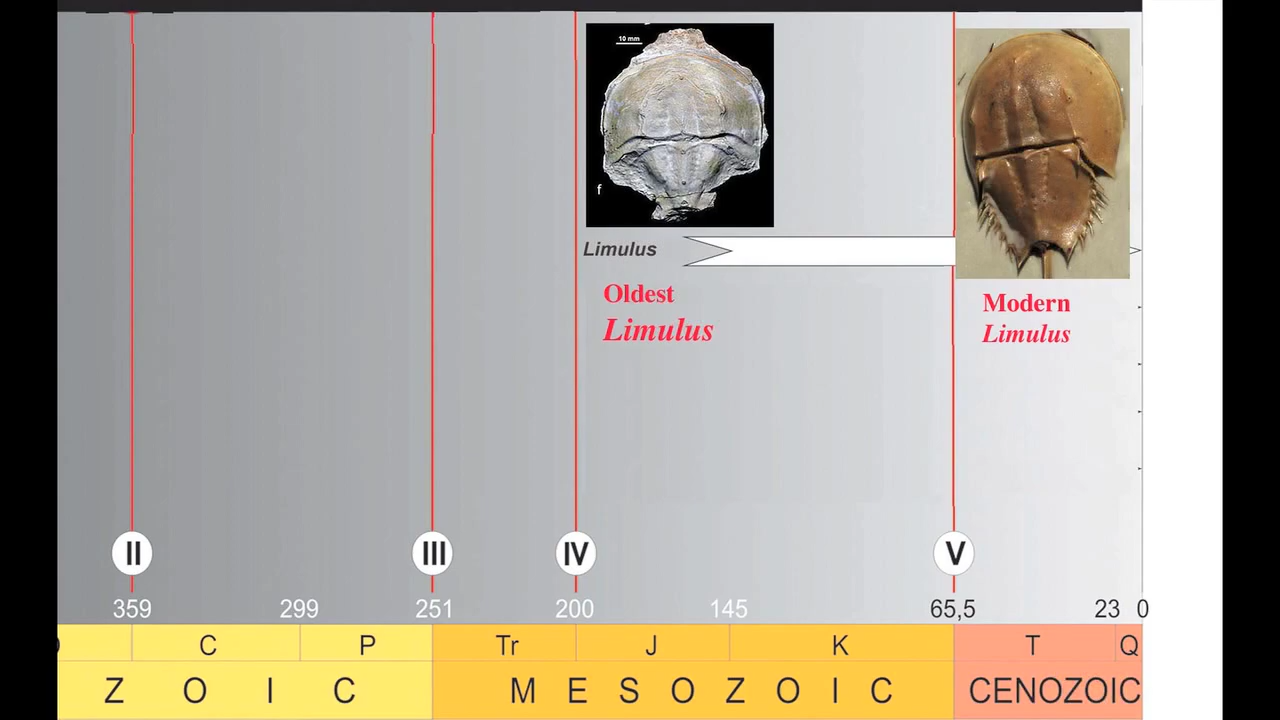 10 mm
f
Limulus
Oldest
Limulus
Modern
Limulus
II III IV V
359 299 251 200 145 65,5 23 0
C P Tr J K T Q
Z O I C M E S O Z O I C CENOZOIC